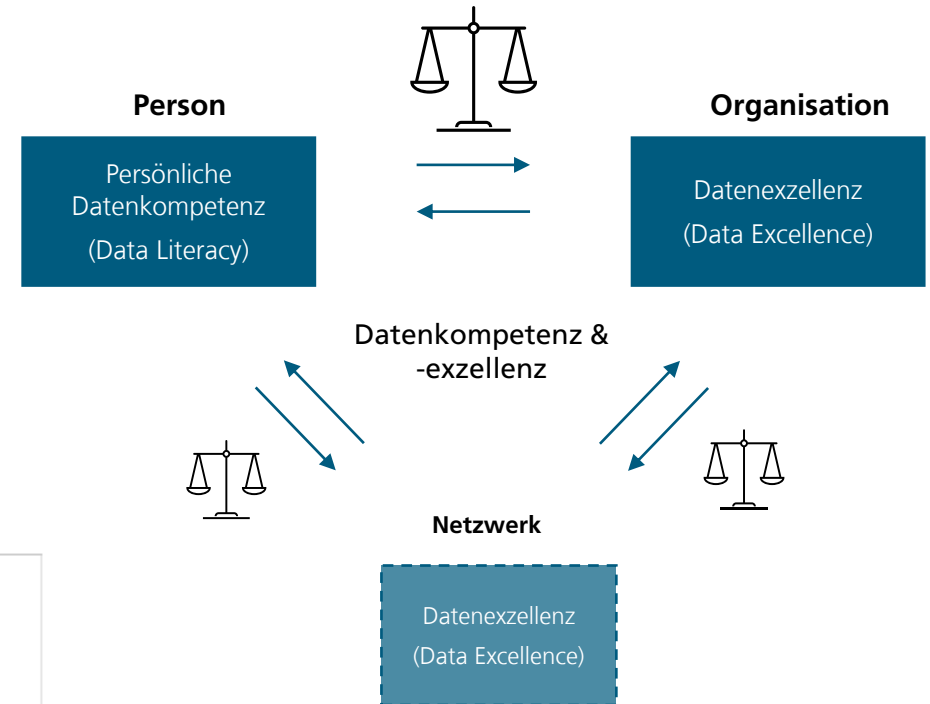 Person
Organisation
Persönliche
Datenkompetenz
(Data Literacy)
Datenexzellenz
(Data Excellence)
Datenkompetenz &
-exzellenz
Netzwerk
Datenexzellenz
(Data Excellence)